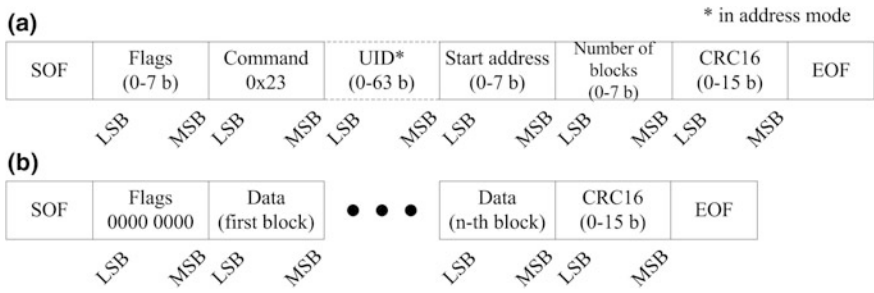 * in address mode
(a)
SOF
Flags
(0-7 b)
Command
0x23
UID*
(0-63 b)
Start address
(0-7 b)
Number of
blocks
(0-7 b)
CRC16
(0-15 b)
EOF
LSB MSB LSB MSB LSB MSB LSB MSB LSB MSB LSB MSB
(b)
SOF
Flags
0000 0000
Data
(first block)
Data
(n-th block)
CRC16
(0-15 b)
EOF
LSB MSB LSB MSB LSB MSB LSB MSB